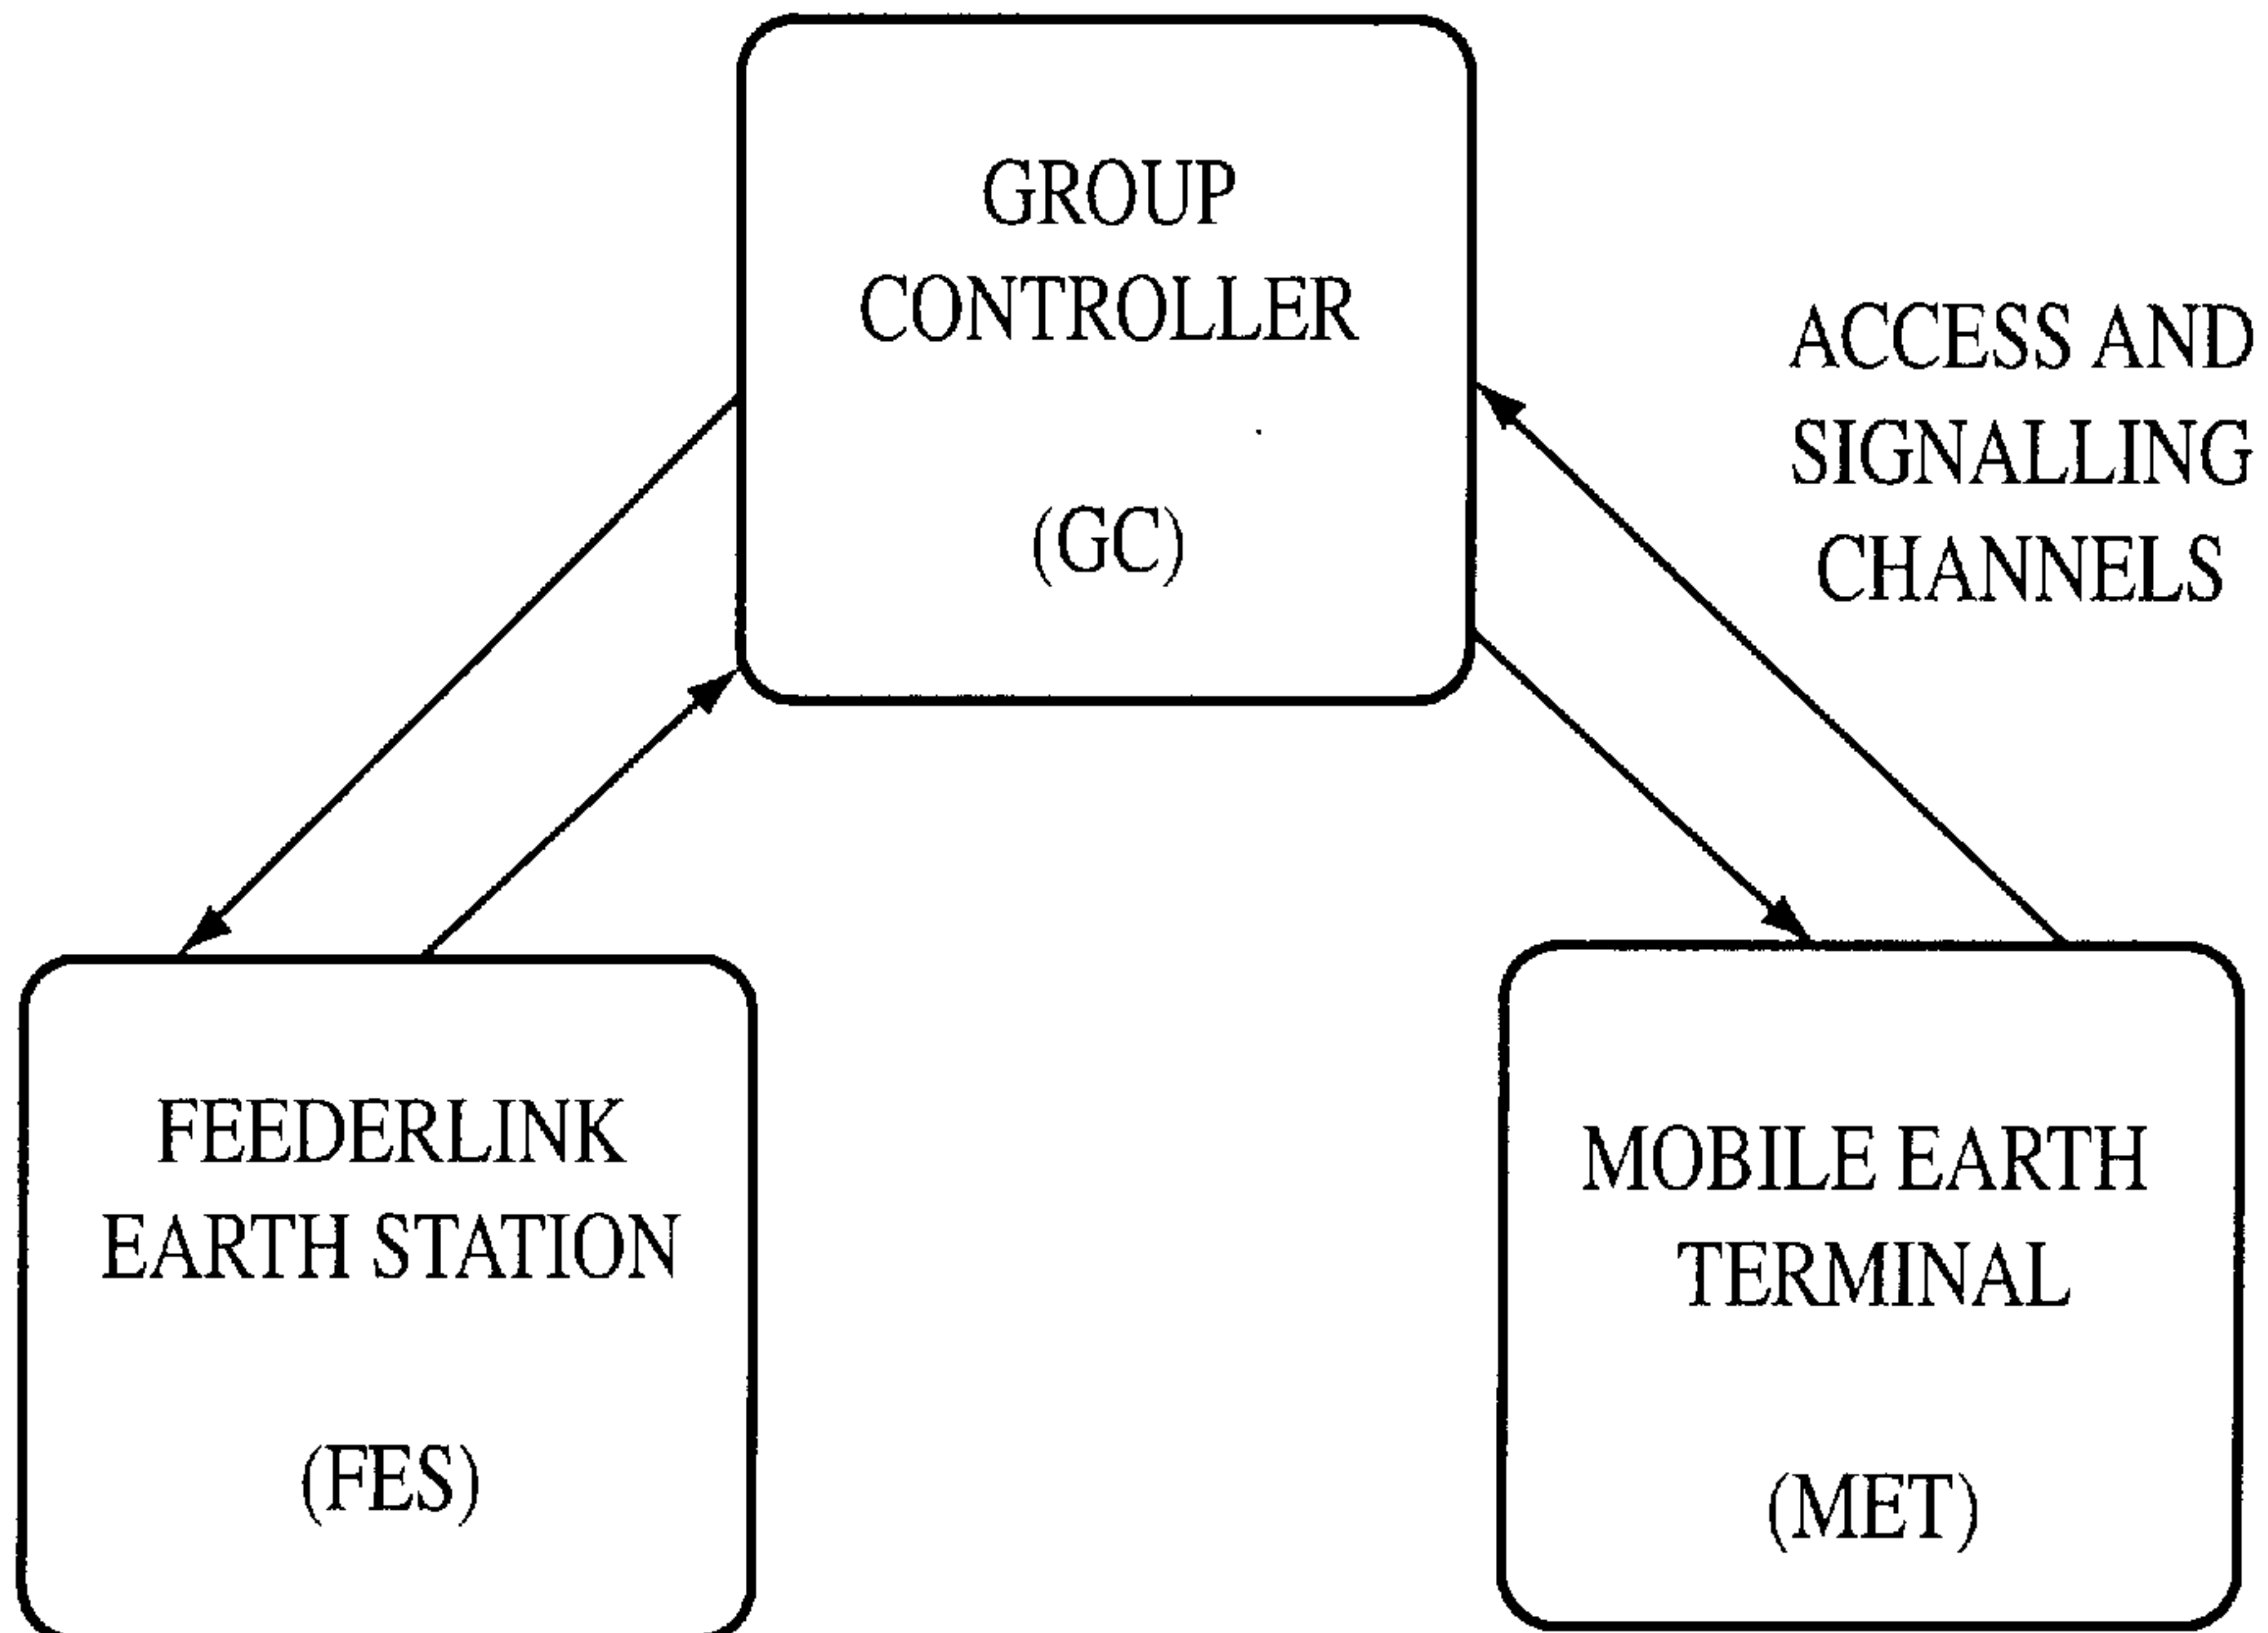 GROUP
CONTROLLER
(GC)
ACCESS AND
SIGNALLING
CHANNELS
FEEDERLINK
EARTH STATION
(FES)
MOBILE EARTH
TERMINAL
(MET)